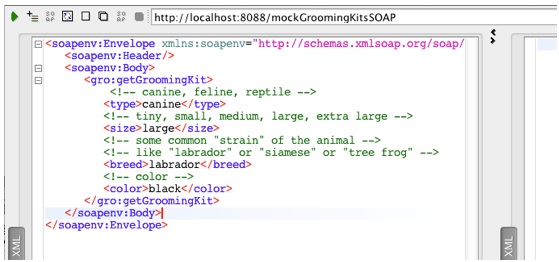 http://localhost:8088/mockGroomingKitsSOAP
<soapenv:Envelope xmlns:soapenv="http://schemas.xmlsoap.org/soap/
<soapenv:Header/>
<soapenv:Body>
<gro:getGroomingKit>
<!-- canine, feline, reptile -->
<type>canine</type>
<!-- tiny, small, medium, large, extra large -->
<size>large</size>
<!-- some common "strain" of the animal -->
<!-- like "labrador" or "siamese" or "tree frog" -->
<breed>labrador</breed>
<!-- color -->
<color>black</color>
</gro:getGroomingKit>
</soapenv:Body>
</soapenv:Envelope>
XML
XML